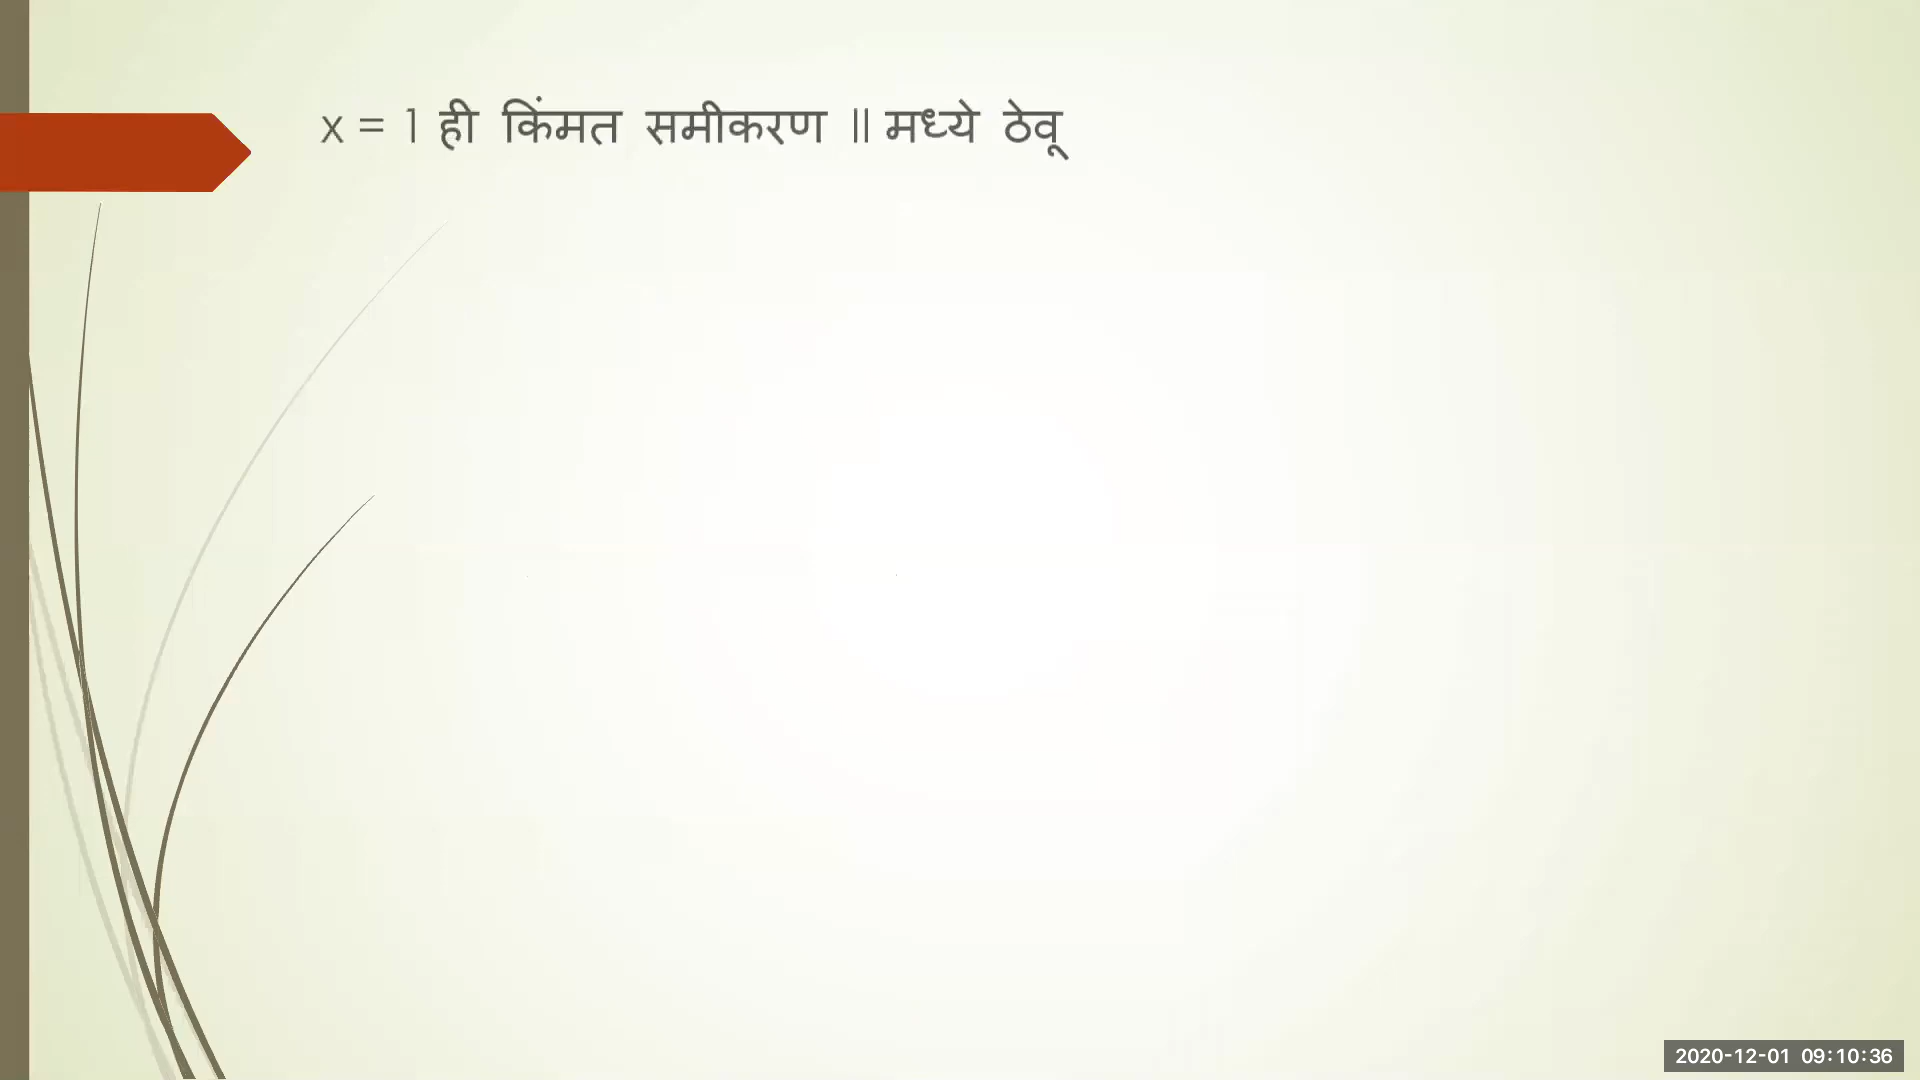 x = 1 ही किंमत समीकरण II मध्ये ठेवू
2020-12-01 09:10:36